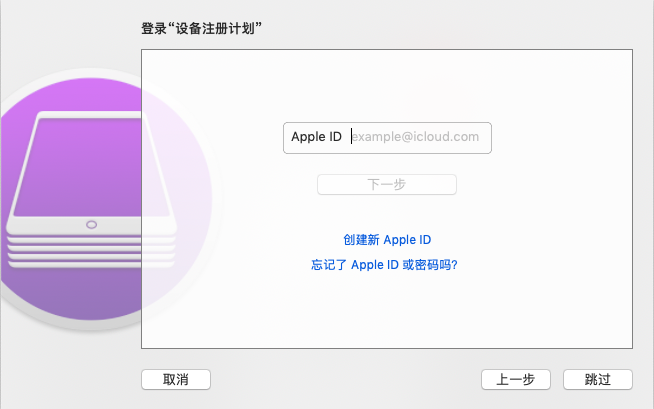 登录“设备注册计划”
Apple ID example@icloud.com
下一步
创建新 Apple ID
忘记了 Apple ID 或密码吗?
取消 上一步 跳过